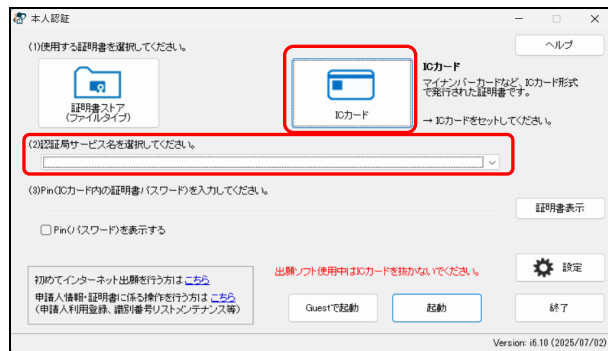 本人認証
(1)使用する証明書を選択してください。
ヘルプ
証明書ストア
(ファイルタイプ)
ICカード
ICカード
マイナンバーカードなど、ICカード形式
で発行された証明書です。
→ ICカードをセットしてください。
(2)認証局サービス名を選択してください。
(3)Pin(ICカード内の証明書パスワード)を入力してください。
証明書表示
Pin(パスワード)を表示する
出願ソフト使用中はICカードを抜かないでください。
設定
初めてインターネット出願を行う方は こちら
申請人情報・証明書に係る操作を行う方は こちら
(申請人利用登録、識別番号リストメンテナンス等)
Guestで起動
起動
終了
Version: i6.10 (2025/07/02)